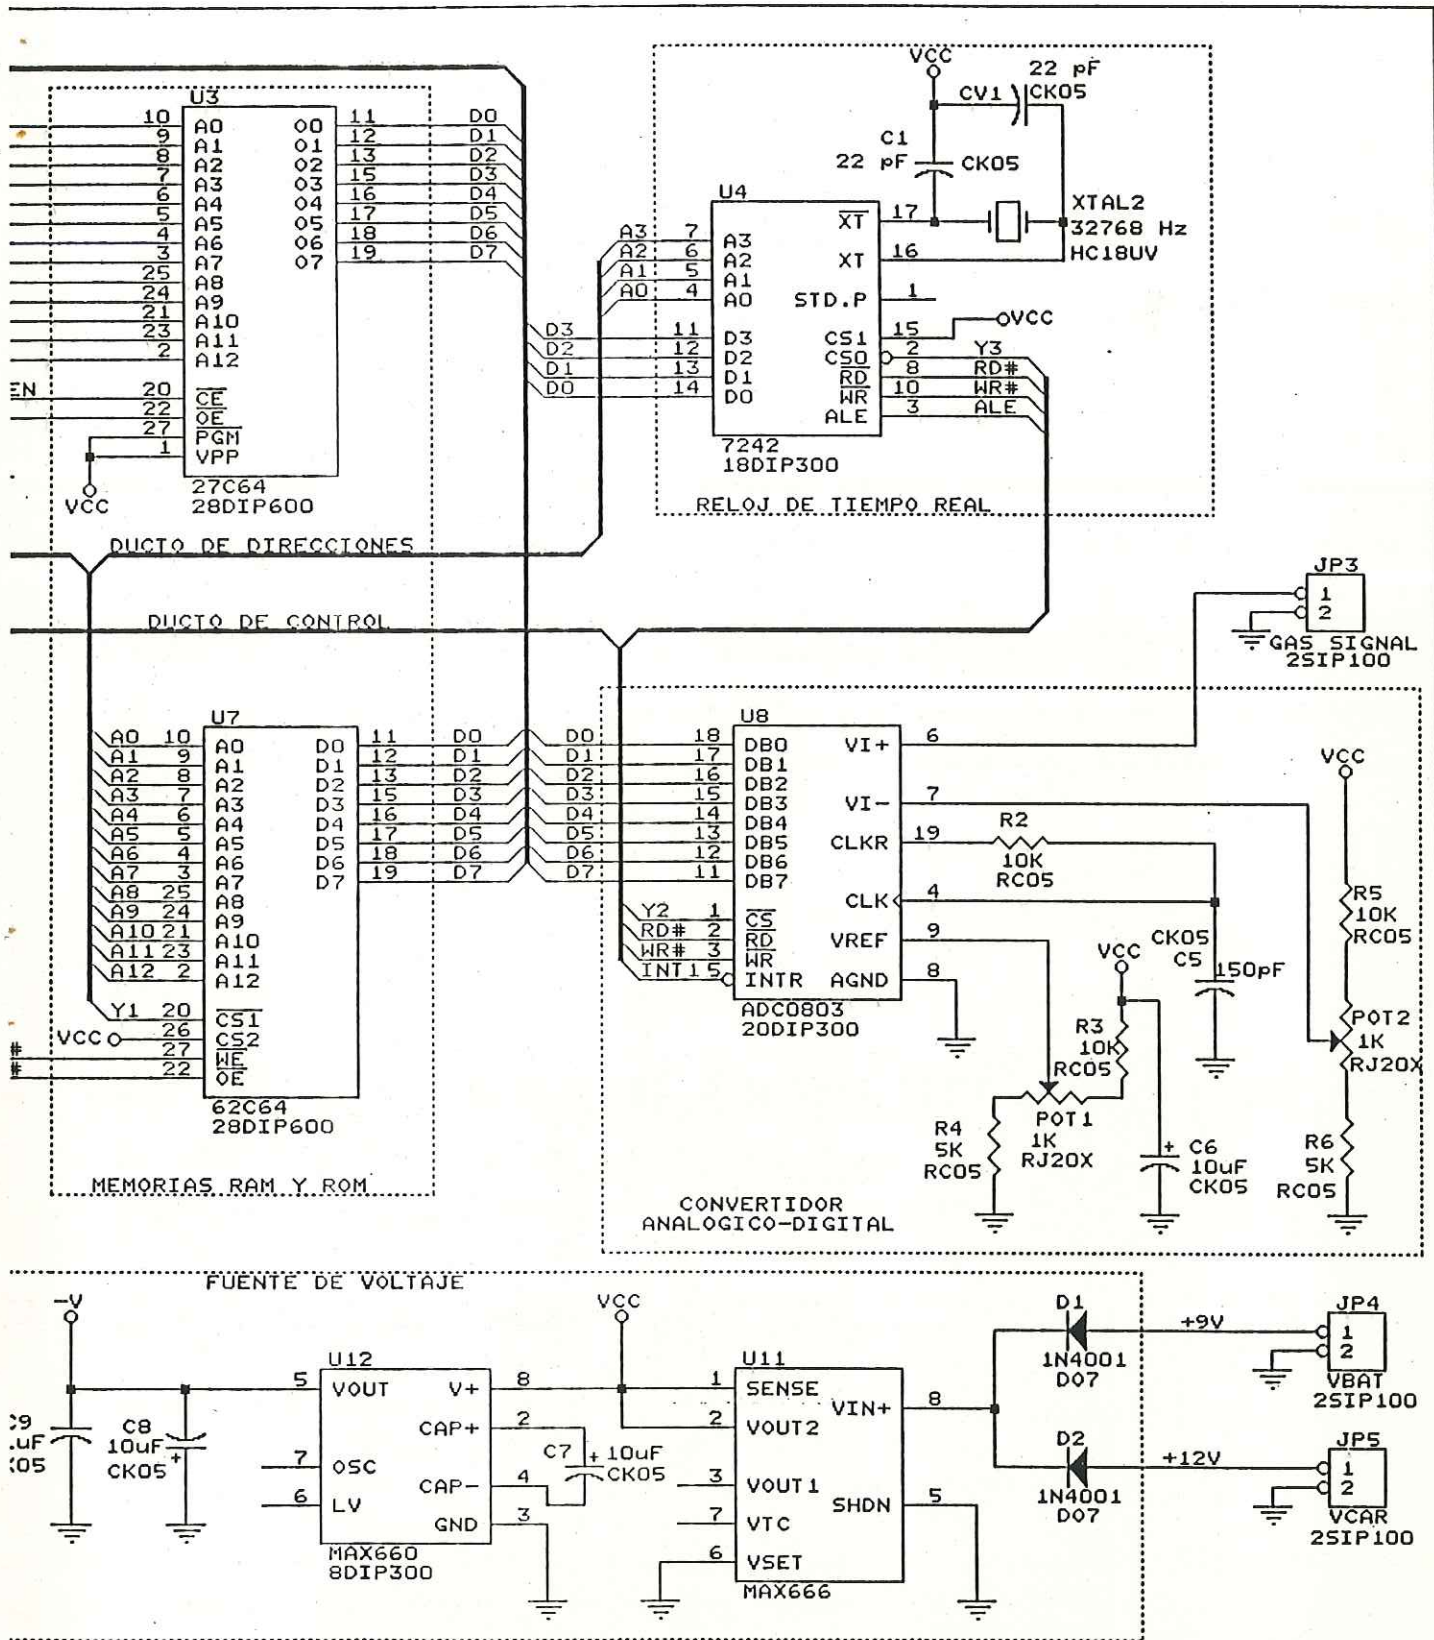 VCC
22 pF
CV1 CK05
C1
22 pF CK05
XTAL2
32768 Hz
HC18UV
U3
10 A0 O0 11 D0
9 A1 O1 12 D1
8 A2 O2 13 D2
7 A3 O3 15 D3
6 A4 O4 16 D4
5 A5 O5 17 D5
4 A6 O6 18 D6
3 A7 O7 19 D7
25 A8
24 A9
21 A10
23 A11
2 A12
EN
20 CE
22 OE
27 PGM
1 VPP
VCC
27C64
28DIP600
U4
XT 17
A3 7 A3
A2 6 A2 XT 16
A1 5 A1
A0 4 A0 STD.P 1
D3 11 D3 CS1 15 VCC
D2 12 D2 CS0 2 Y3
D1 13 D1 RD 8 RD#
D0 14 D0 WR 10 WR#
ALE 3 ALE
7242
18DIP300
RELOJ DE TIEMPO REAL
DUCTO DE DIRECCIONES
DUCTO DE CONTROL
JP3
1
2
GAS SIGNAL
2SIP100
U7
A0 10 A0 D0 11 D0
A1 9 A1 D1 12 D1
A2 8 A2 D2 13 D2
A3 7 A3 D3 15 D3
A4 6 A4 D4 16 D4
A5 5 A5 D5 17 D5
A6 4 A6 D6 18 D6
A7 3 A7 D7 19 D7
A8 25 A8
A9 24 A9
A10 21 A10
A11 23 A11
A12 2 A12
Y1 20 CS1
VCC 26 CS2
# 27 WE
# 22 OE
62C64
28DIP600
MEMORIAS RAM Y ROM
U8
D0 18 DB0 VI+ 6
D1 17 DB1
D2 16 DB2
D3 15 DB3 VI- 7
D4 14 DB4
D5 13 DB5 CLKR 19
D6 12 DB6
D7 11 DB7
CLK 4
Y2 1 CS
RD# 2 RD VREF 9
WR# 3 WR
INT1 5 INTR AGND 8
ADC0803
20DIP300
R2
10K
RC05
VCC
R5
10K
RC05
CK05
C5
150pF
VCC
R3
10K
RC05
POT2
1K
RJ20X
POT1
1K
RJ20X
R4
5K
RC05
C6
+
10uF
CK05
R6
5K
RC05
CONVERTIDOR
ANALOGICO-DIGITAL
FUENTE DE VOLTAJE
-V
VCC
U12
5 VOUT V+ 8
CAP+ 2
7 OSC
CAP- 4
6 LV
GND 3
MAX660
8DIP300
C9
.uF
K05
C8
10uF
CK05
+
C7
+ 10uF
CK05
U11
1 SENSE
VIN+ 8
2 VOUT2
3 VOUT1
SHDN 5
7 VTC
6 VSET
MAX666
D1
1N4001
DO7
+9V
JP4
1
2
VBAT
2SIP100
D2
1N4001
DO7
+12V
JP5
1
2
VCAR
2SIP100